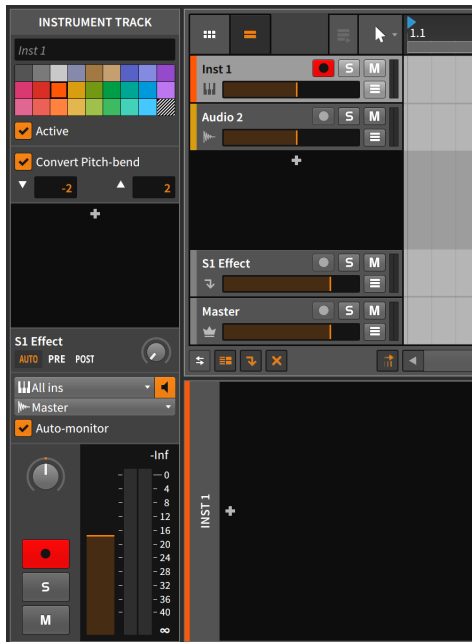 INSTRUMENT TRACK
Inst 1
Active
Convert Pitch-bend
-2
2
S1 Effect
AUTO PRE POST
All ins
Master
Auto-monitor
-Inf
0
4
8
12
16
20
24
28
32
36
40
∞
S
M
1.1
Inst 1
S M
Audio 2
S M
S1 Effect
S M
Master
S M
INST 1